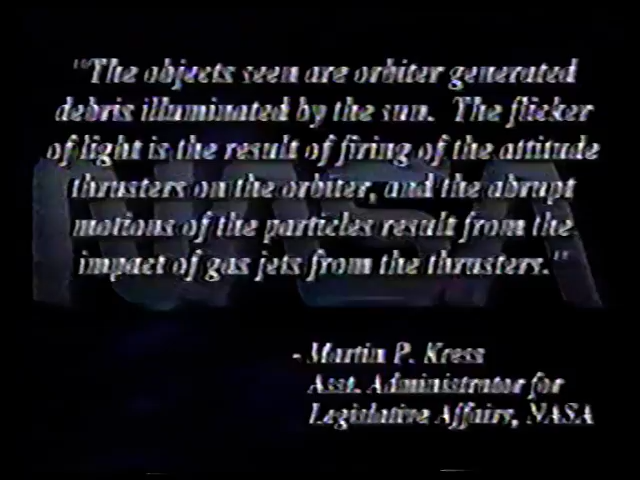 "The objects seen are orbiter generated
debris illuminated by the sun. The flicker
of light is the result of firing of the attitude
thrusters on the orbiter, and the abrupt
motions of the particles result from the
impact of gas jets from the thrusters."
NASA
- Martin P. Kress
Asst. Administrator for
Legislative Affairs, NASA